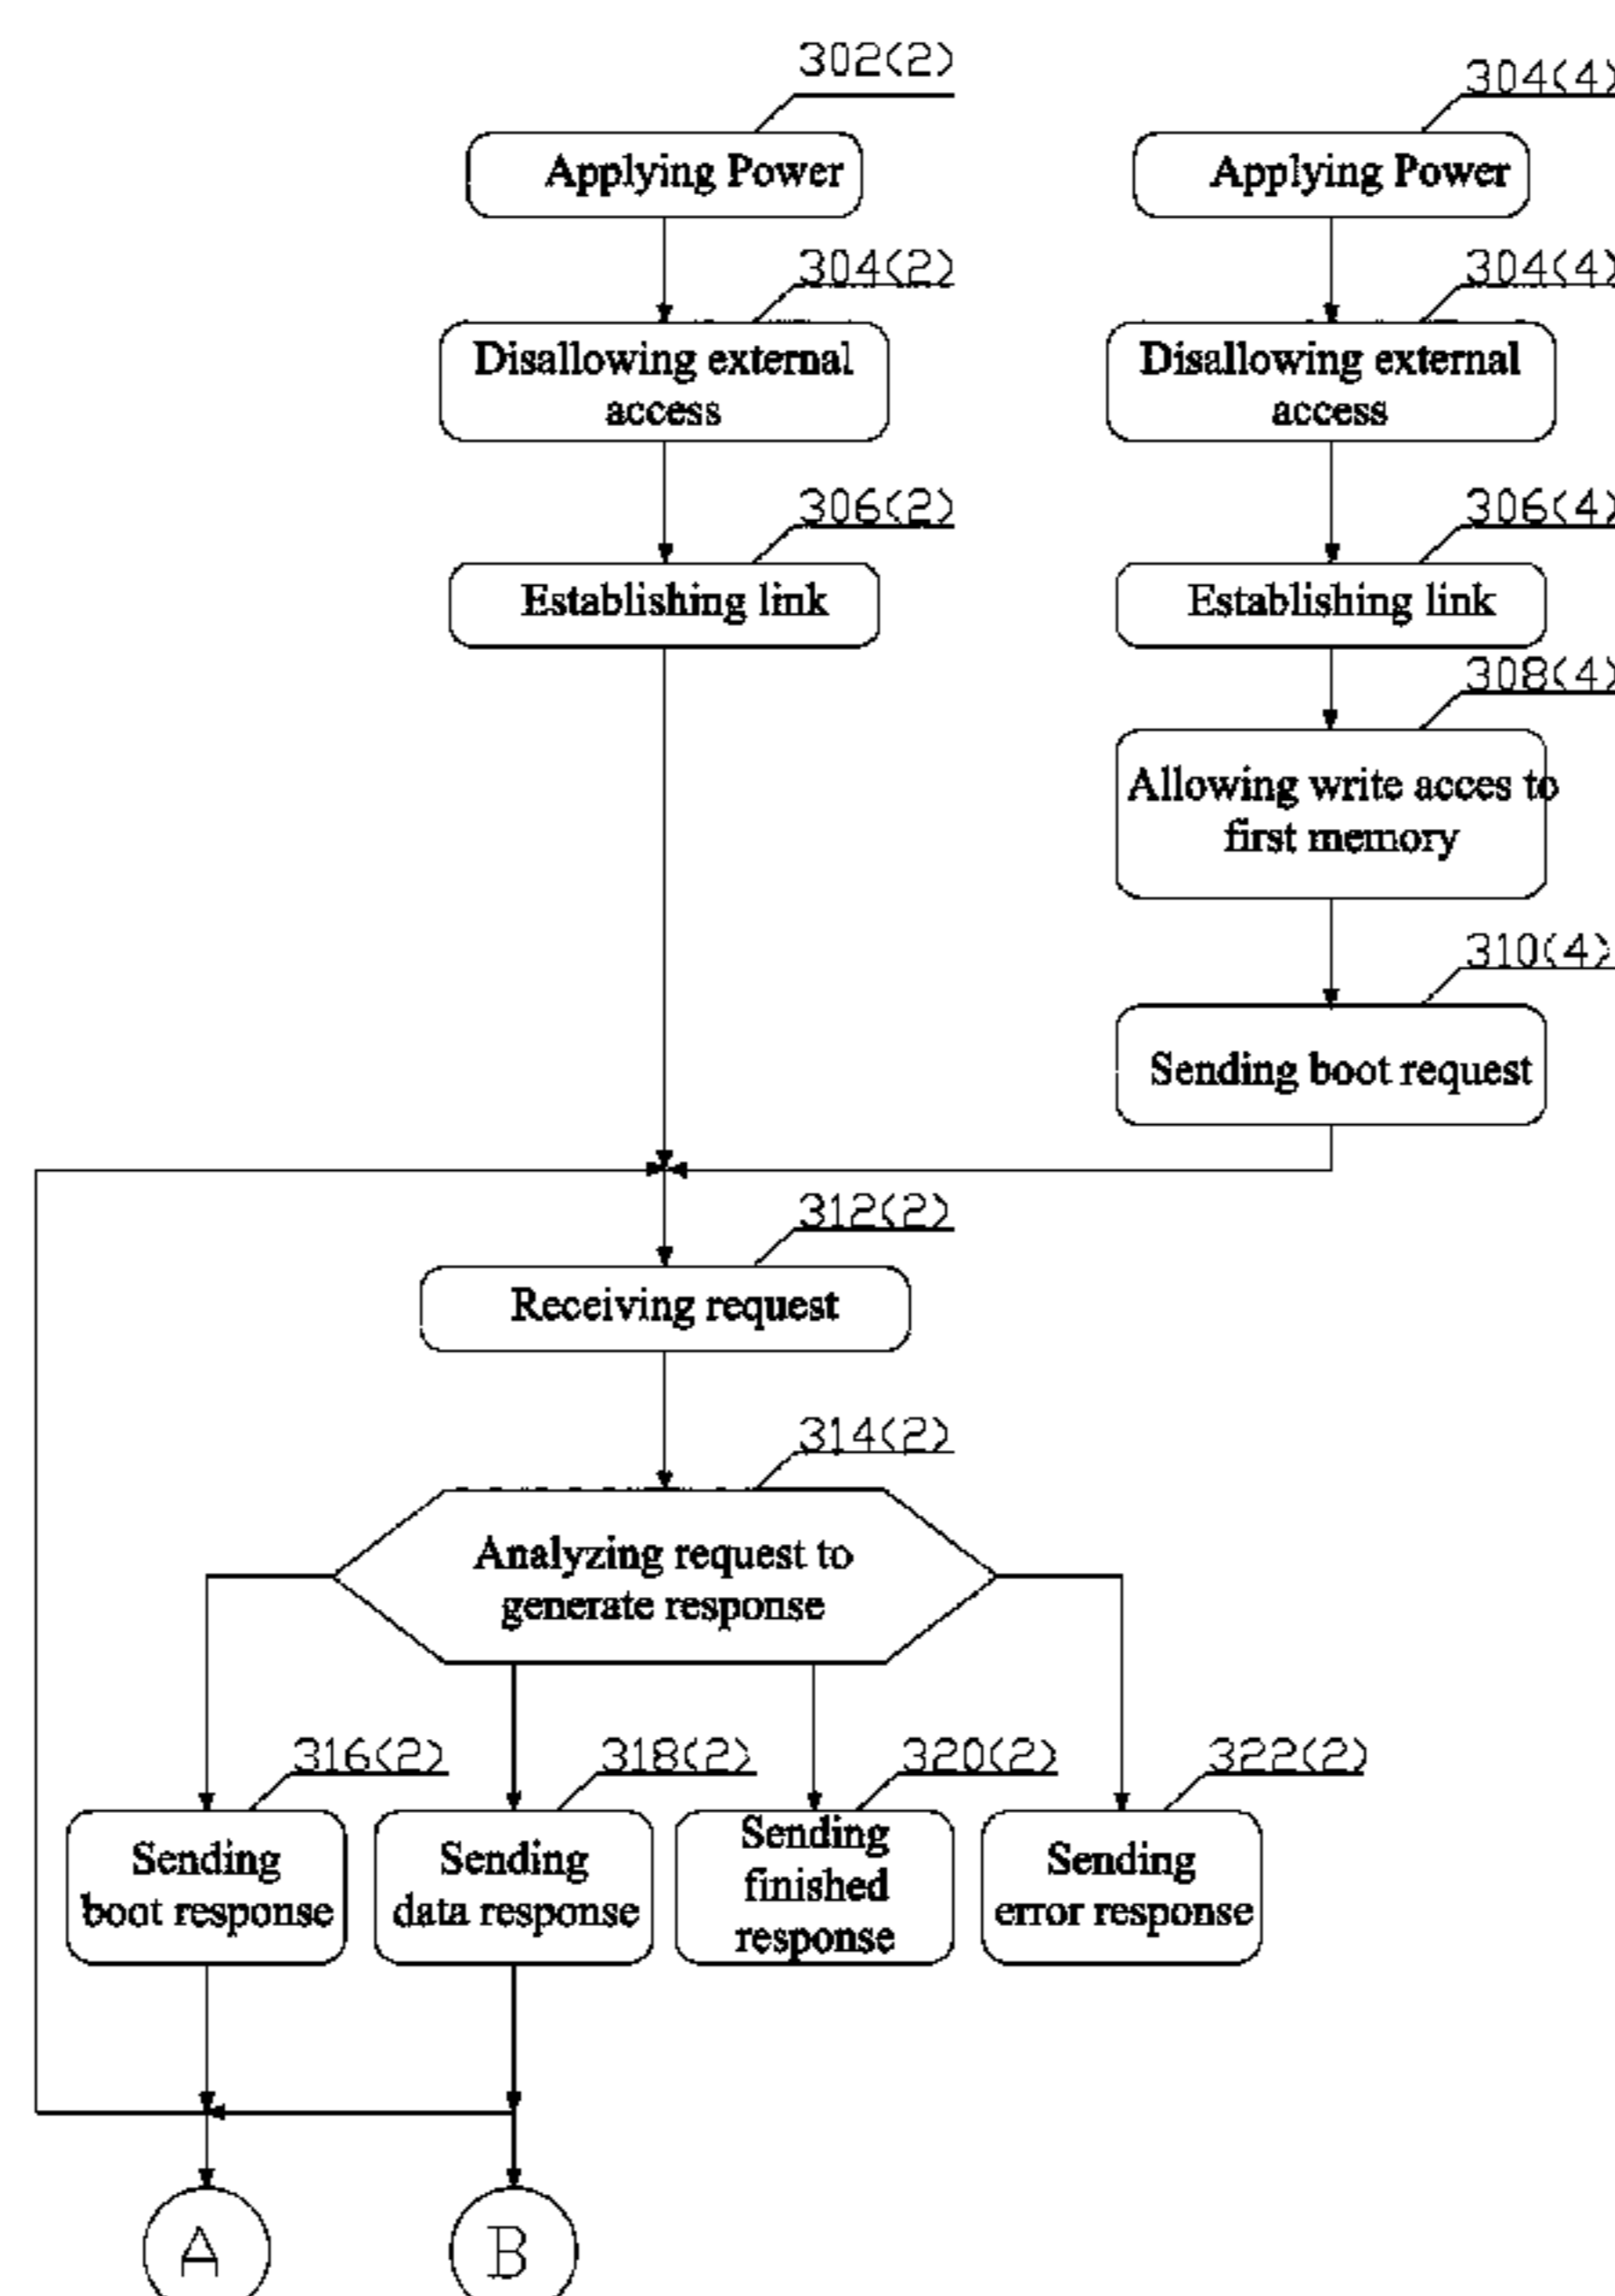 302(2)
304(4)
Applying Power
Applying Power
304(2)
304(4)
Disallowing external
access
Disallowing external
access
306(2)
306(4)
Establishing link
Establishing link
308(4)
Allowing write acces to
first memory
310(4)
Sending boot request
312(2)
Receiving request
314(2)
Analyzing request to
generate response
316(2)
318(2)
320(2)
322(2)
Sending
boot response
Sending
data response
Sending
finished
response
Sending
error response
A
B